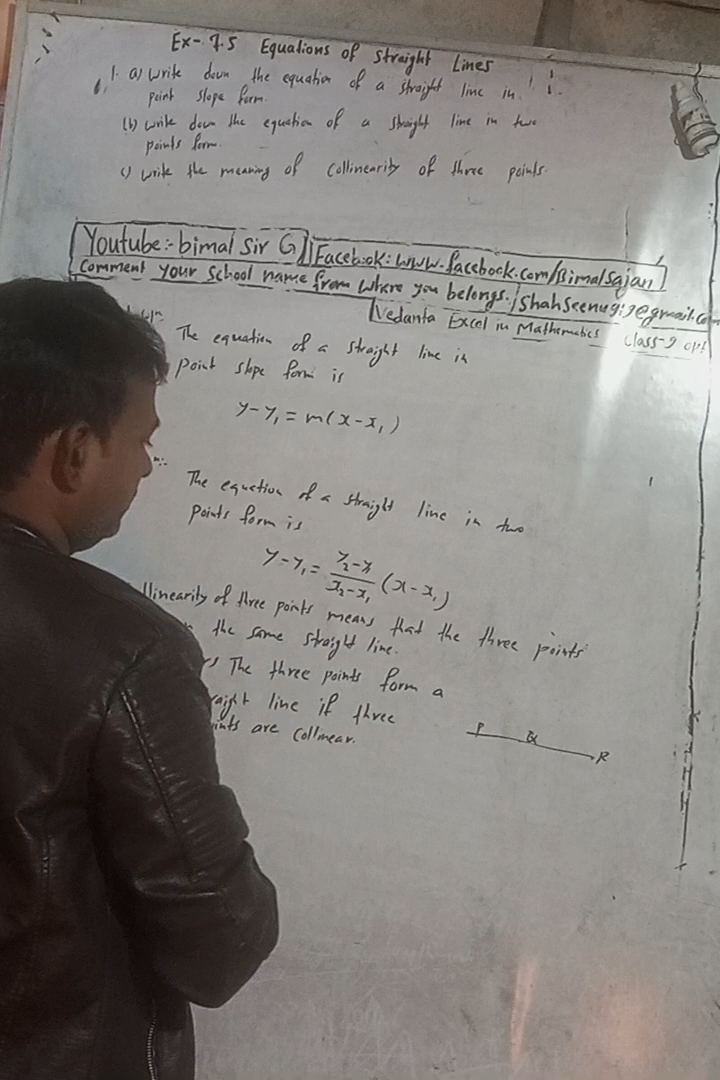 Ex- 7.5 Equations of Straight Lines
1. a) Write down the equation of a straight line in
point slope form.
(b) write down the equation of a straight line in two
points form.
c) write the meaning of Collinearity of three points.
Youtube:- bimal Sir G || Facebook: www.facebook.com/Bimalsajan
Comment your School name from where you belongs. / Shahseenu9i9@gmail.com
Vedanta Excel in Mathematics Class-9 opt
Soln
The equation of a straight line in
point slope form is
y-y₁ = m(x-x₁)
The equation of a straight line in two
points form is
y-y₁ = \frac{y₂-y₁}{x₂-x₁} (x-x₁)
llinearity of three points means that the three points
the same straight line.
The three points form a
raight line if three
ints are collinear.
P Q R